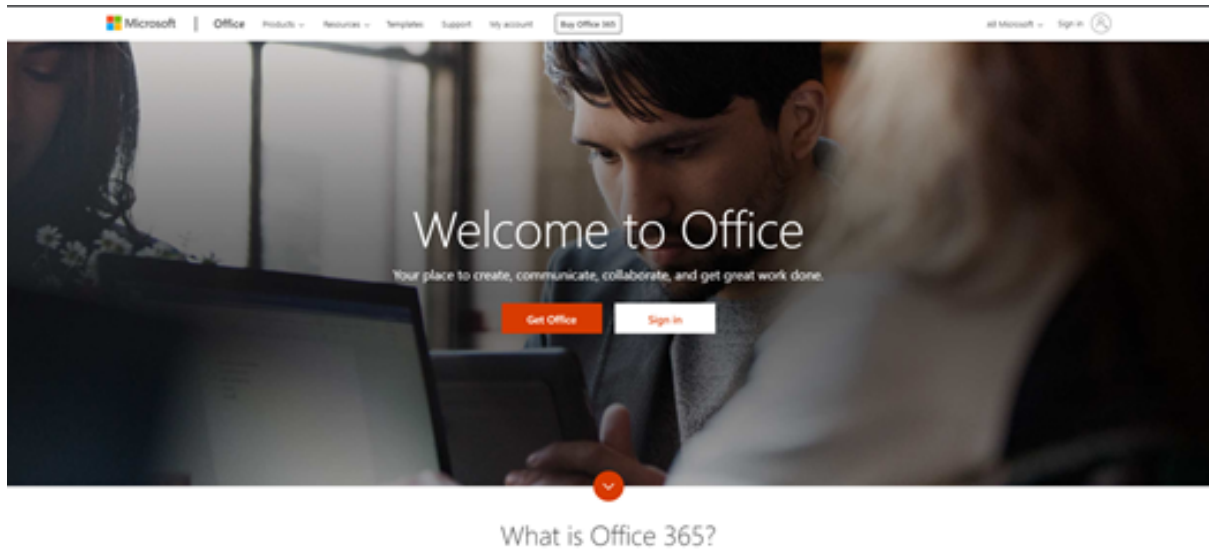 Microsoft | Office Products Resources Templates Support My account Buy Office 365 All Microsoft Sign in
Welcome to Office
Your place to create, communicate, collaborate, and get great work done.
Get Office Sign in
What is Office 365?